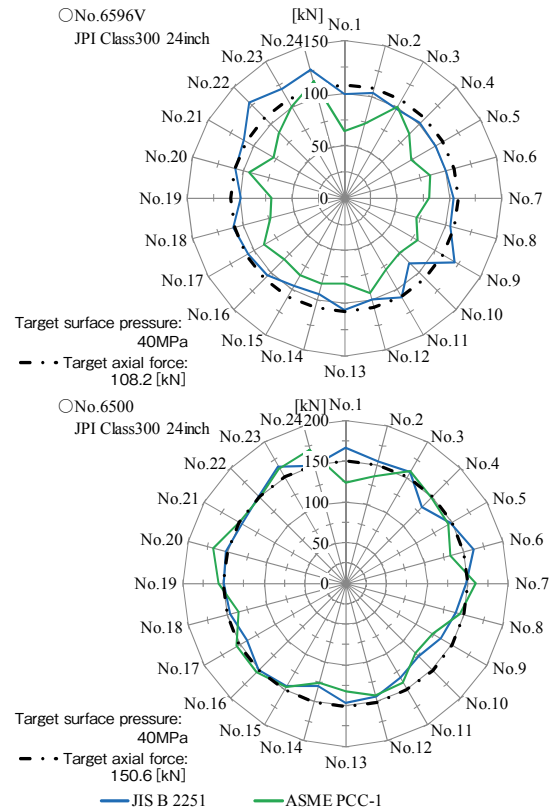 ○No.6596V
JPI Class300 24inch
[kN]
150
100
50
0
No.1
No.2
No.3
No.4
No.5
No.6
No.7
No.8
No.9
No.10
No.11
No.12
No.13
No.14
No.15
No.16
No.17
No.18
No.19
No.20
No.21
No.22
No.23
No.24
Target surface pressure:
40MPa
Target axial force:
108.2 [kN]
○No.6500
JPI Class300 24inch
[kN]
200
150
100
50
0
No.1
No.2
No.3
No.4
No.5
No.6
No.7
No.8
No.9
No.10
No.11
No.12
No.13
No.14
No.15
No.16
No.17
No.18
No.19
No.20
No.21
No.22
No.23
No.24
Target surface pressure:
40MPa
Target axial force:
150.6 [kN]
JIS B 2251
ASME PCC-1